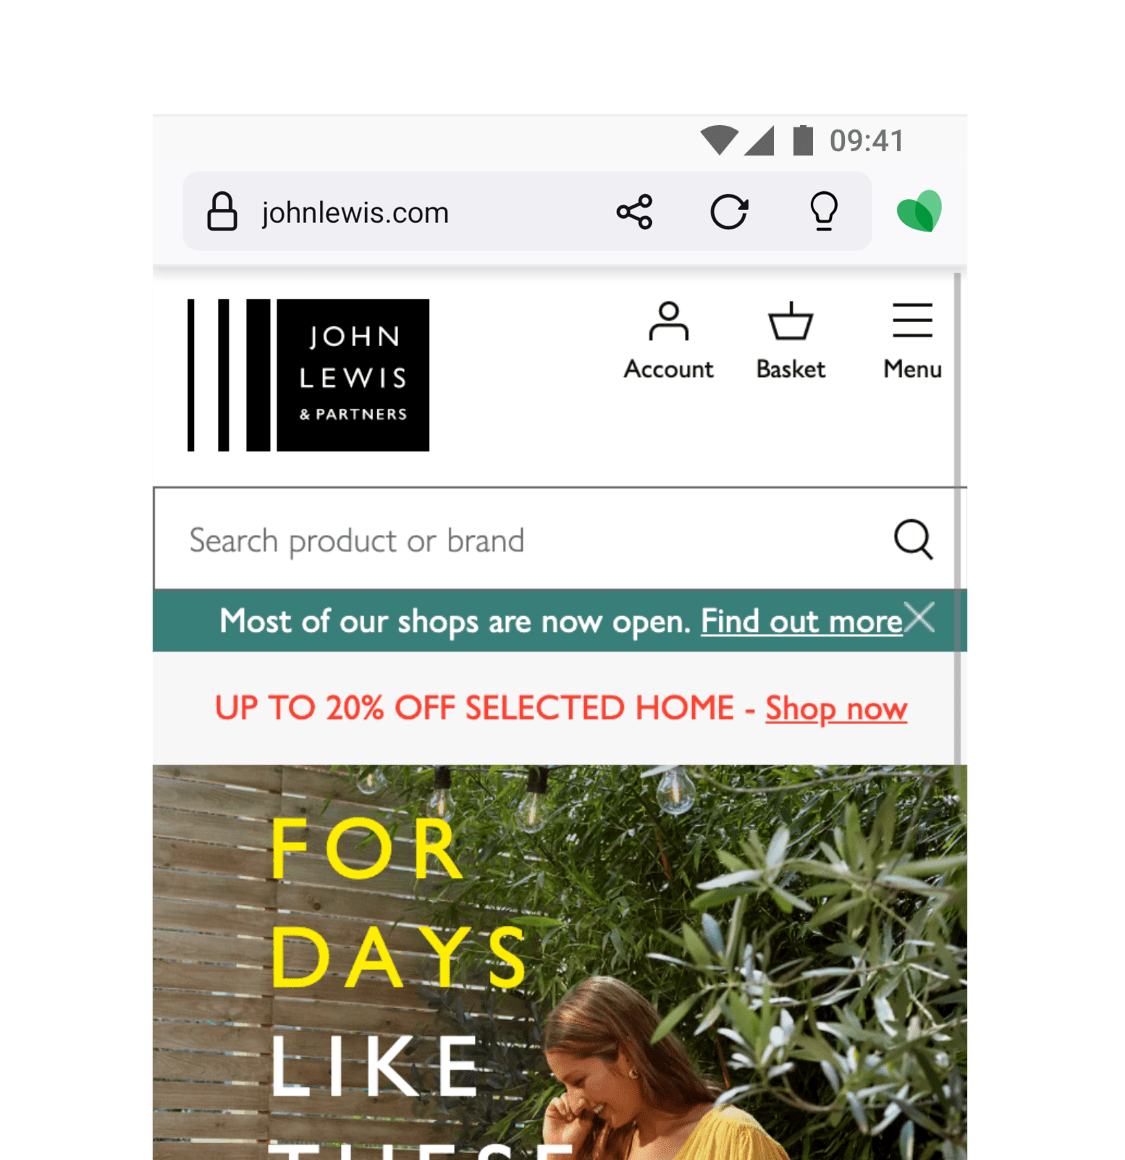 09:41
johnlewis.com
JOHN
LEWIS
& PARTNERS
Account
Basket
Menu
Search product or brand
Most of our shops are now open. Find out more
UP TO 20% OFF SELECTED HOME - Shop now
FOR
DAYS
LIKE
THESE